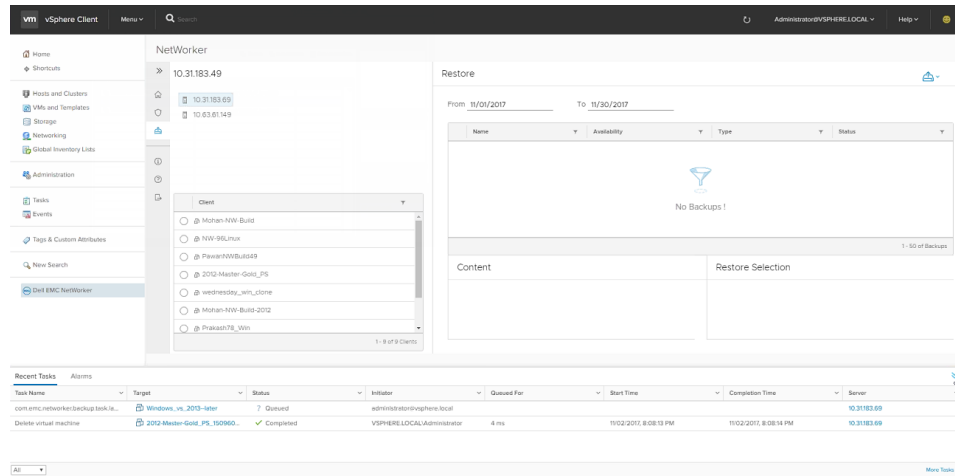 vm vSphere Client Menu Search Administrator@VSPHERE.LOCAL Help
Home
Shortcuts
Hosts and Clusters
VMs and Templates
Storage
Networking
Global Inventory Lists
Administration
Tasks
Events
Tags & Custom Attributes
New Search
Dell EMC NetWorker
NetWorker
10.31.183.49
10.31.183.69
10.63.61.149
Client
Mohan-NW-Build
NW-96Linux
PawanNWBuild49
2012-Master-Gold_PS
wednesday_win_clone
Mohan-NW-Build-2012
Prakash78_Win
1 - 9 of 9 Clients
Restore
From 11/01/2017 To 11/30/2017
Name Availability Type Status
No Backups !
1 - 50 of Backups
Content
Restore Selection
Recent Tasks Alarms
Task Name Target Status Initiator Queued For Start Time Completion Time Server
com.emc.networker.backup.task.la... Windows_vs_2013--later ? Queued administrator@vsphere.local 10.31.183.69
Delete virtual machine 2012-Master-Gold_PS_150960... Completed VSPHERE.LOCAL\Administrator 4 ms 11/02/2017, 8:08:13 PM 11/02/2017, 8:08:14 PM 10.31.183.69
All More Tasks